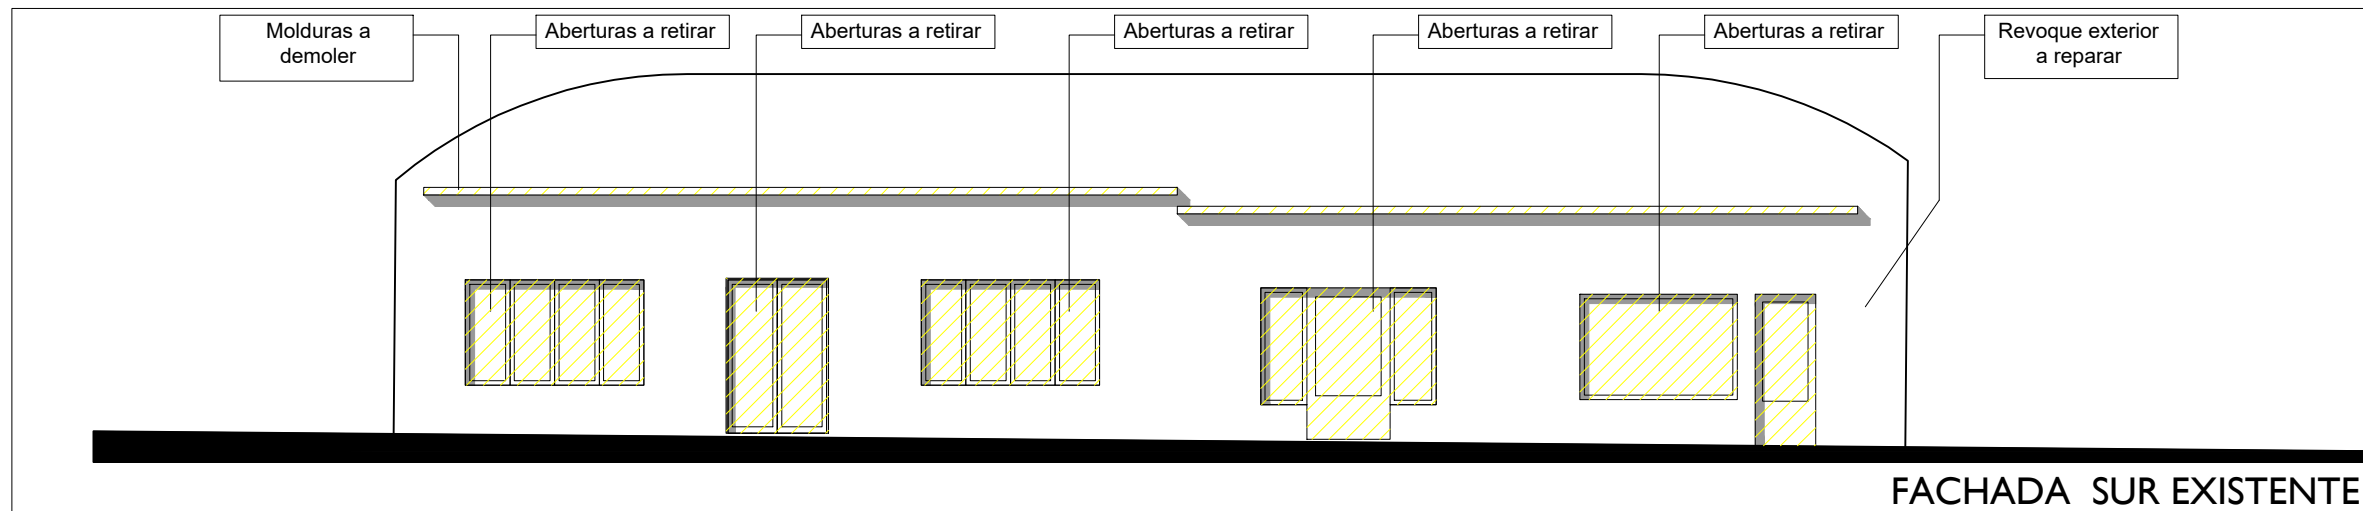 Molduras a
demoler
Aberturas a retirar
Aberturas a retirar
Aberturas a retirar
Aberturas a retirar
Aberturas a retirar
Revoque exterior
a reparar
FACHADA SUR EXISTENTE